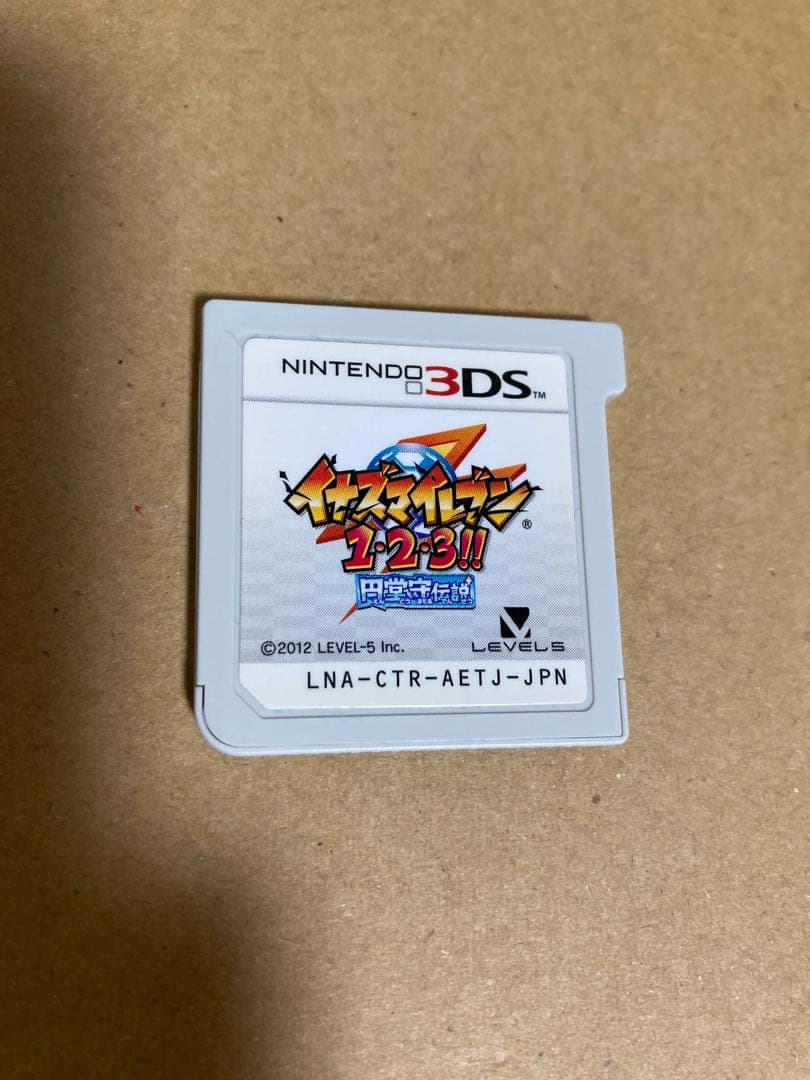 NINTENDO 3DS™
イナズマイレブン®
1・2・3!!
円堂守伝説
©2012 LEVEL-5 Inc.
LEVEL5
LNA-CTR-AETJ-JPN